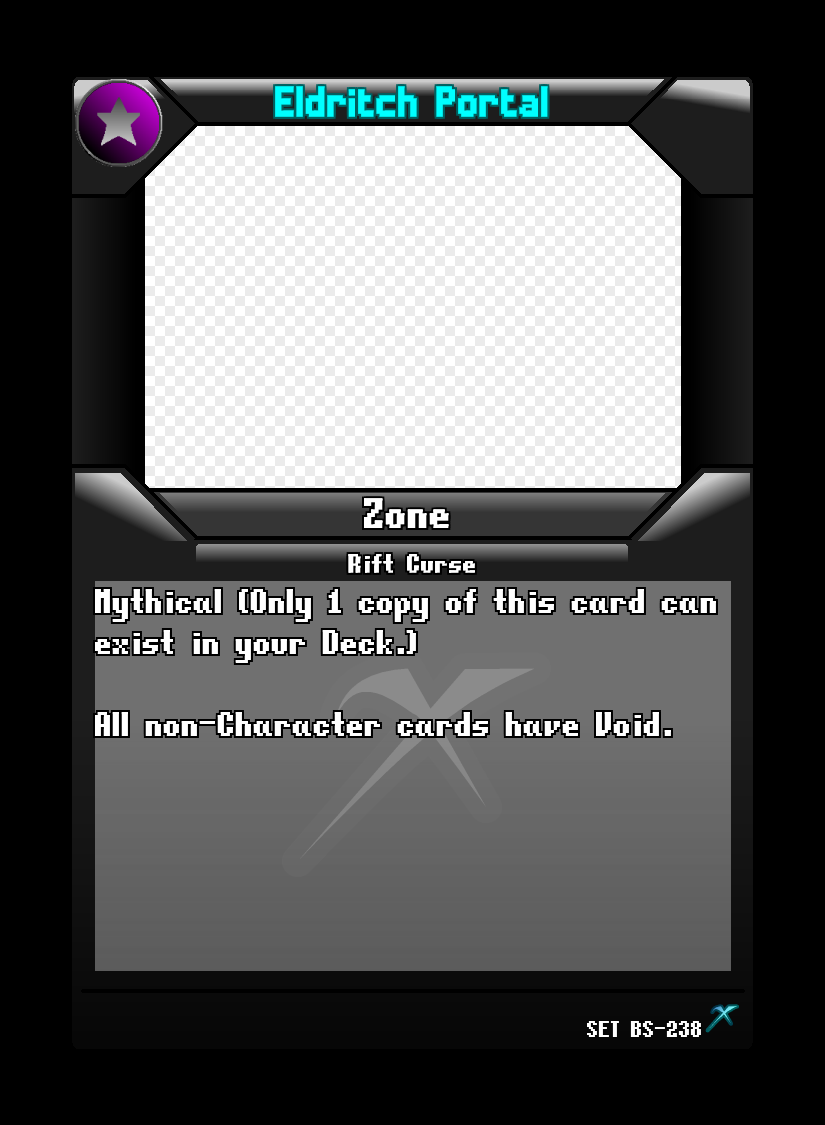 Eldritch Portal
Zone
Rift Curse
Mythical (Only 1 copy of this card can
exist in your Deck.)
All non-Character cards have Void.
SET BS-238